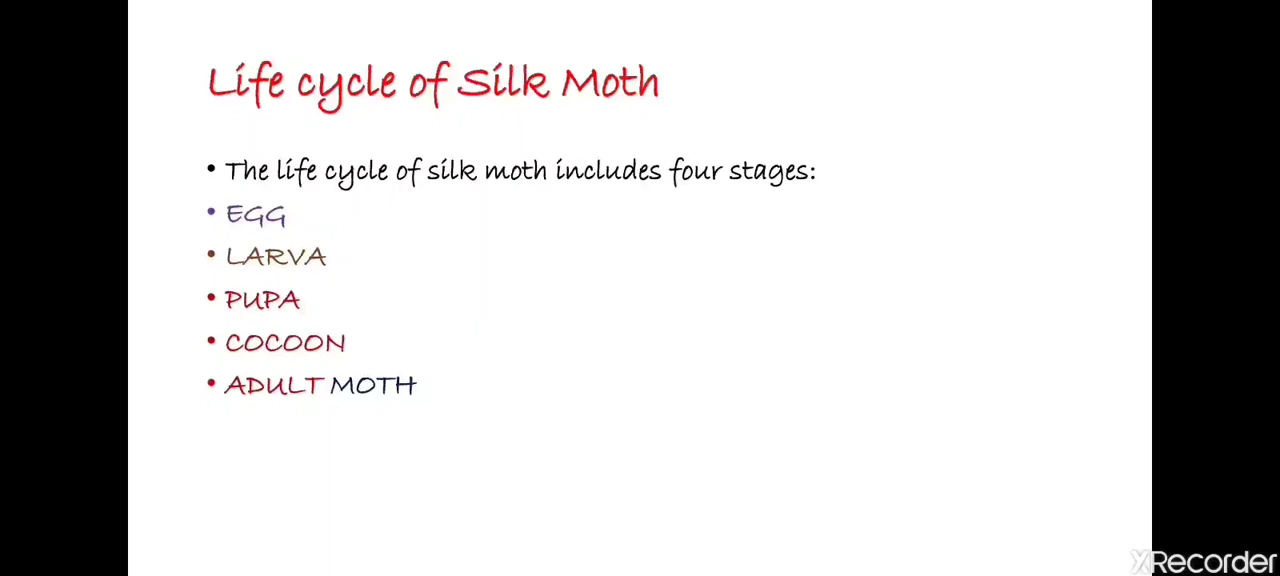 Life cycle of Silk Moth
• The life cycle of silk moth includes four stages:
• EGG
• LARVA
• PUPA
• COCOON
• ADULT MOTH
XRecorder